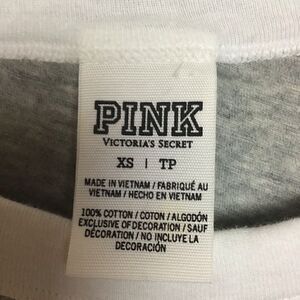 PINK
VICTORIA'S SECRET
XS | TP
MADE IN VIETNAM / FABRIQUÉ AU
VIETNAM / HECHO EN VIETNAM
100% COTTON / COTON / ALGODÓN
EXCLUSIVE OF DECORATION / SAUF
DÉCORATION / NO INCLUYE LA
DECORACIÓN